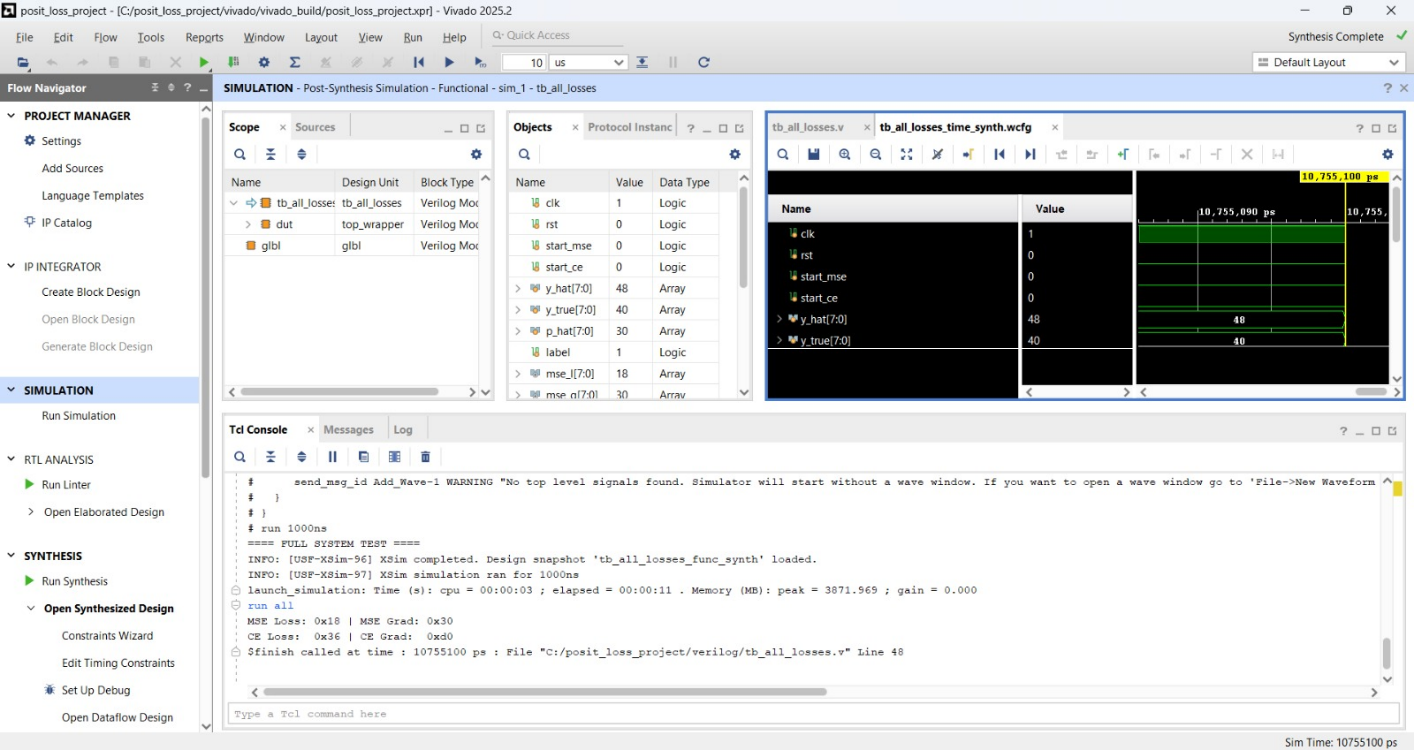 posit_loss_project - [C:/posit_loss_project/vivado/vivado_build/posit_loss_project.xpr] - Vivado 2025.2
File Edit Flow Tools Reports Window Layout View Run Help Quick Access
Synthesis Complete
10 us
Default Layout
Flow Navigator
PROJECT MANAGER
Settings
Add Sources
Language Templates
IP Catalog
IP INTEGRATOR
Create Block Design
Open Block Design
Generate Block Design
SIMULATION
Run Simulation
RTL ANALYSIS
Run Linter
Open Elaborated Design
SYNTHESIS
Run Synthesis
Open Synthesized Design
Constraints Wizard
Edit Timing Constraints
Set Up Debug
Open Dataflow Design
SIMULATION - Post-Synthesis Simulation - Functional - sim_1 - tb_all_losses
Scope Sources
Name Design Unit Block Type
tb_all_losses tb_all_losses Verilog Mod
dut top_wrapper Verilog Mod
glbl glbl Verilog Mod
Objects Protocol Instanc
Name Value Data Type
clk 1 Logic
rst 0 Logic
start_mse 0 Logic
start_ce 0 Logic
y_hat[7:0] 48 Array
y_true[7:0] 40 Array
p_hat[7:0] 30 Array
label 1 Logic
mse_l[7:0] 18 Array
mse_g[7:0] 30 Array
tb_all_losses.v tb_all_losses_time_synth.wcfg
10,755,100 ps
Name Value
10,755,090 ps 10,755,
clk 1
rst 0
start_mse 0
start_ce 0
y_hat[7:0] 48 48
y_true[7:0] 40 40
Tcl Console Messages Log
# send_msg_id Add_Wave-1 WARNING "No top level signals found. Simulator will start without a wave window. If you want to open a wave window go to 'File->New Waveform
# }
# }
# run 1000ns
==== FULL SYSTEM TEST ====
INFO: [USF-XSim-96] XSim completed. Design snapshot 'tb_all_losses_func_synth' loaded.
INFO: [USF-XSim-97] XSim simulation ran for 1000ns
launch_simulation: Time (s): cpu = 00:00:03 ; elapsed = 00:00:11 . Memory (MB): peak = 3871.969 ; gain = 0.000
run all
MSE Loss: 0x18 | MSE Grad: 0x30
CE Loss: 0x36 | CE Grad: 0xd0
$finish called at time : 10755100 ps : File "C:/posit_loss_project/verilog/tb_all_losses.v" Line 48
Type a Tcl command here
Sim Time: 10755100 ps